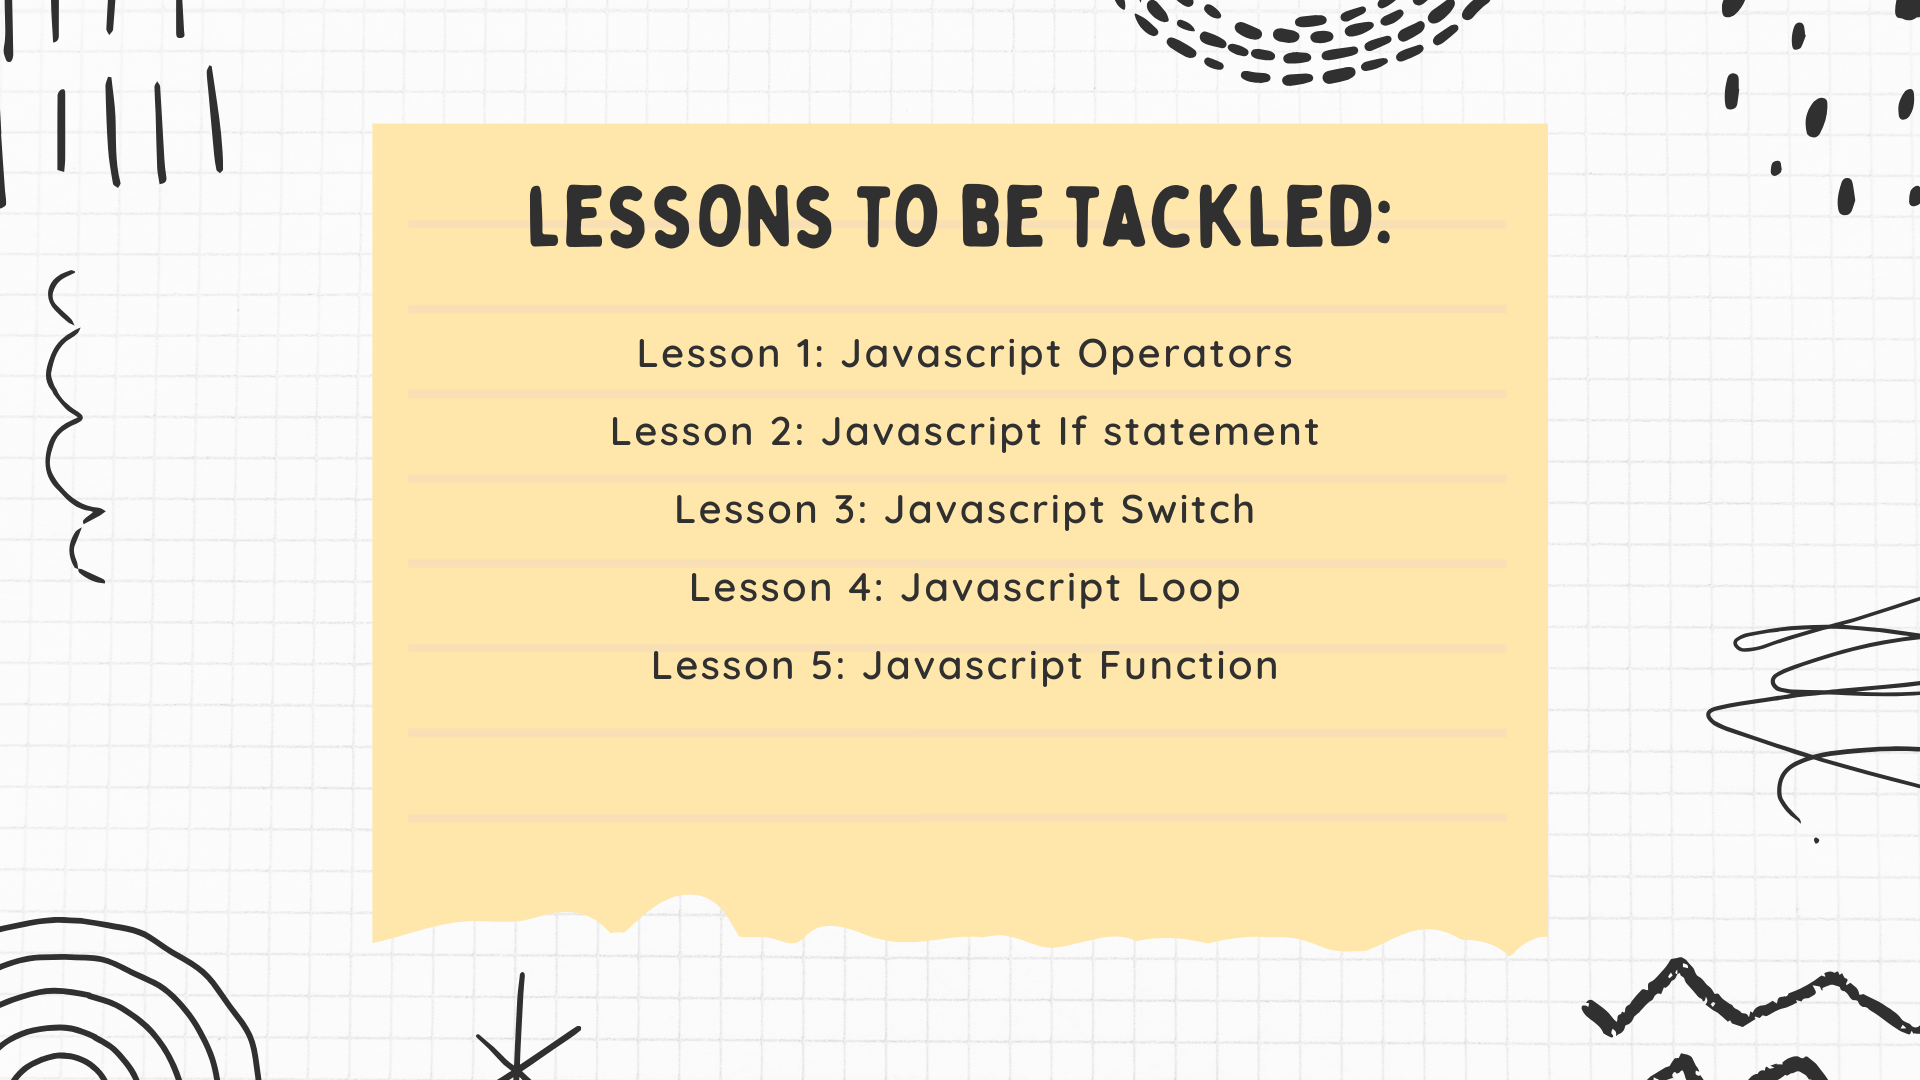 LESSONS TO BE TACKLED:
Lesson 1: Javascript Operators
Lesson 2: Javascript If statement
Lesson 3: Javascript Switch
Lesson 4: Javascript Loop
Lesson 5: Javascript Function